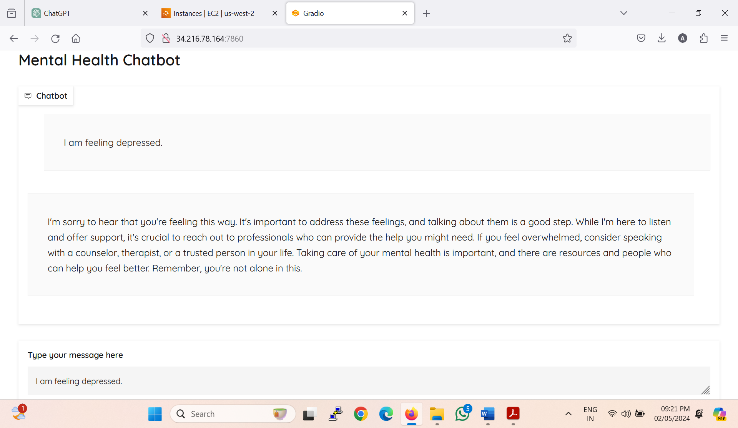 ChatGPT
Instances | EC2 | us-west-2
Gradio
34.216.78.164:7860
Mental Health Chatbot
Chatbot
I am feeling depressed.
I'm sorry to hear that you're feeling this way. It's important to address these feelings, and talking about them is a good step. While I'm here to listen
and offer support, it's crucial to reach out to professionals who can provide the help you might need. If you feel overwhelmed, consider speaking
with a counselor, therapist, or a trusted person in your life. Taking care of your mental health is important, and there are resources and people who
can help you feel better. Remember, you're not alone in this.
Type your message here
I am feeling depressed.
1
Search
3
ENG
IN
09:21 PM
02/05/2024